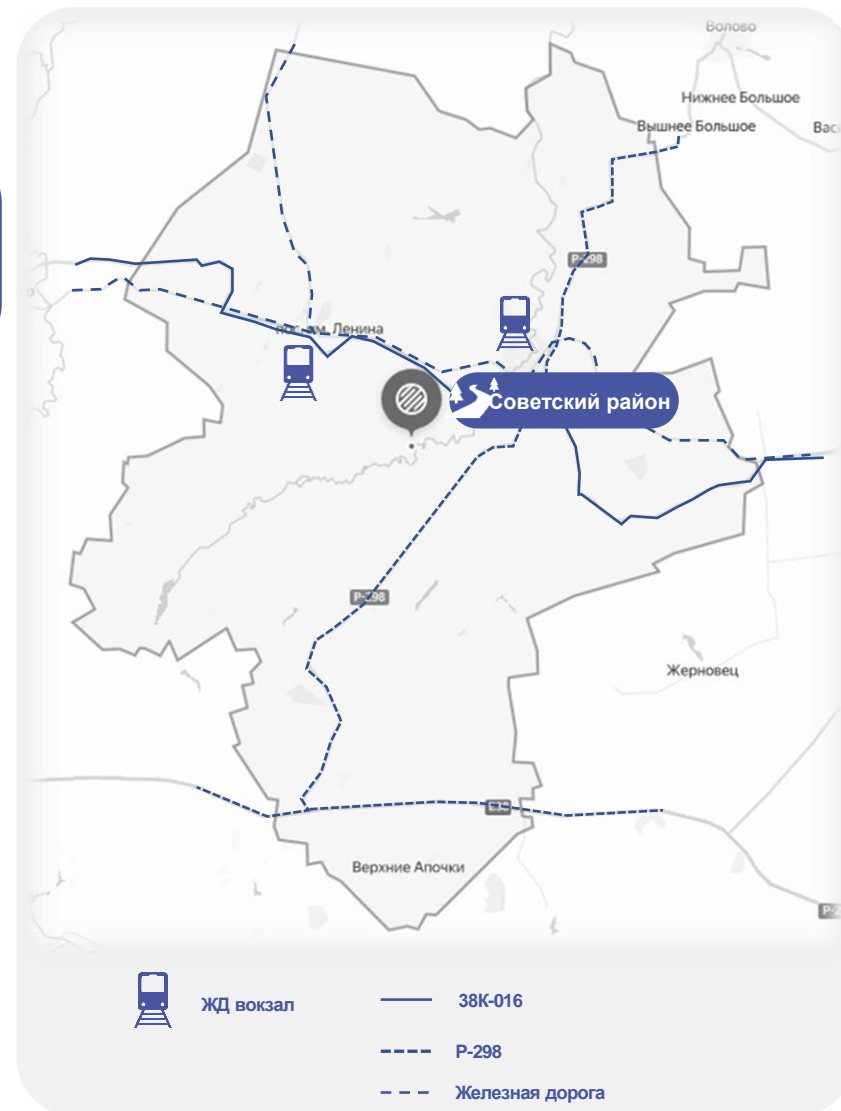 Волово
Нижнее Большое
Вышнее Большое
Р-298
пос. им. Ленина
Советский район
Р-298
Жерновец
Верхние Апочки
ЖД вокзал
38К-016
Р-298
Железная дорога